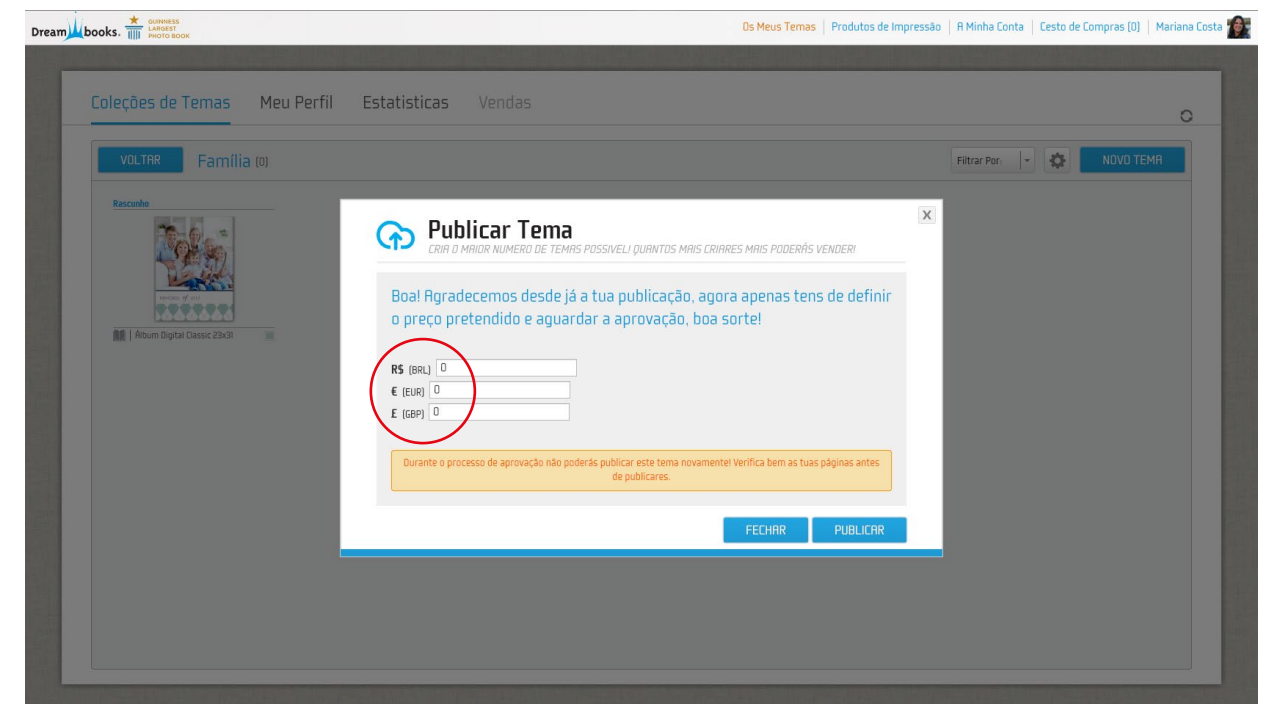 Dreambooks. GUINNESS
LARGEST
PHOTO BOOK
Os Meus Temas | Produtos de Impressão | A Minha Conta | Cesto de Compras (0) | Mariana Costa
Coleções de Temas Meu Perfil Estatisticas Vendas
VOLTAR Família (0) Filtrar Por: NOVO TEMA
Rascunho
Álbum Digital Classic 23x31
X
Publicar Tema
CRIA O MAIOR NUMERO DE TEMAS POSSIVEL! QUANTOS MAIS CRIARES MAIS PODERÁS VENDER!
Boa! Agradecemos desde já a tua publicação, agora apenas tens de definir
o preço pretendido e aguardar a aprovação, boa sorte!
R$ (BRL) 0
€ (EUR) 0
£ (GBP) 0
Durante o processo de aprovação não poderás publicar este tema novamente! Verifica bem as tuas páginas antes
de publicares.
FECHAR PUBLICAR